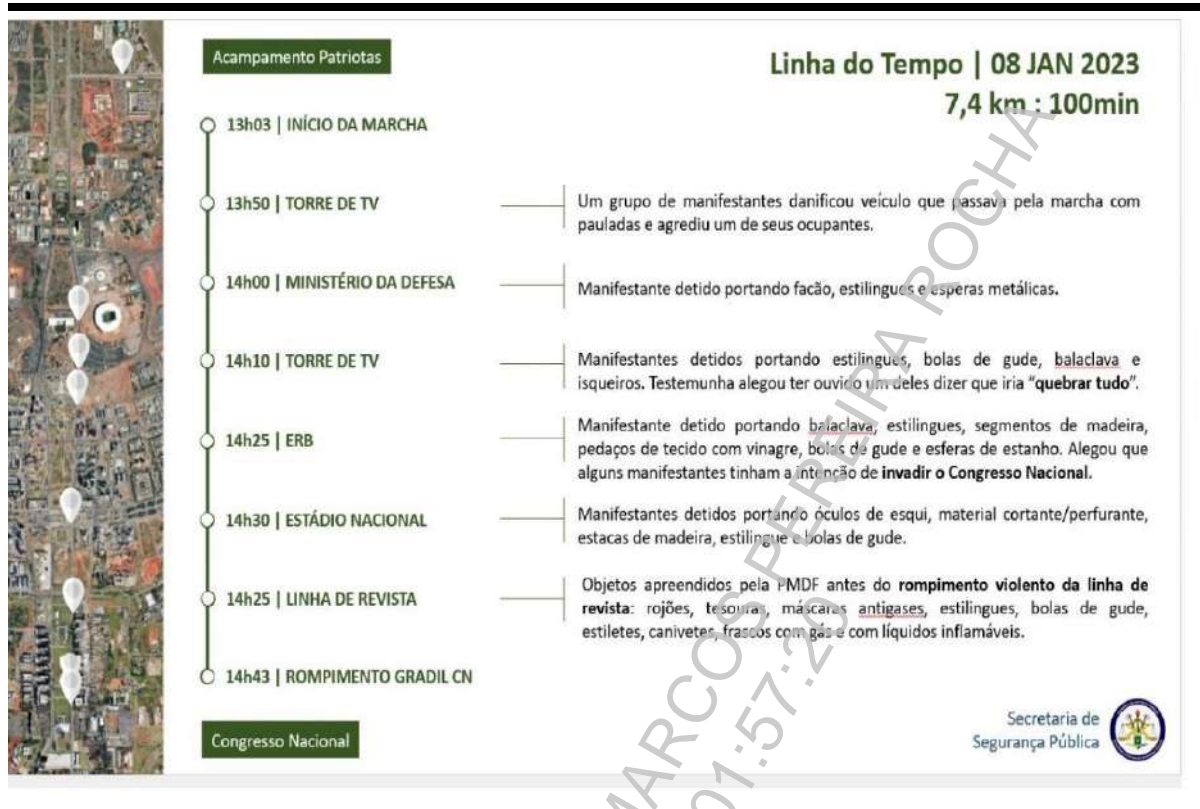 Acampamento Patriotas
Linha do Tempo | 08 JAN 2023
7,4 km : 100min
13h03 | INÍCIO DA MARCHA
13h50 | TORRE DE TV
Um grupo de manifestantes danificou veículo que passava pela marcha com
pauladas e agrediu um de seus ocupantes.
14h00 | MINISTÉRIO DA DEFESA
Manifestante detido portando facão, estilingues e esperas metálicas.
14h10 | TORRE DE TV
Manifestantes detidos portando estilingues, bolas de gude, balaclava e
isqueiros. Testemunha alegou ter ouvido um deles dizer que iria “quebrar tudo”.
14h25 | ERB
Manifestante detido portando balaclava, estilingues, segmentos de madeira,
pedaços de tecido com vinagre, bolas de gude e esferas de estanho. Alegou que
alguns manifestantes tinham a intenção de invadir o Congresso Nacional.
14h30 | ESTÁDIO NACIONAL
Manifestantes detidos portando óculos de esqui, material cortante/perfurante,
estacas de madeira, estilingue e bolas de gude.
14h25 | LINHA DE REVISTA
Objetos apreendidos pela PMDF antes do rompimento violento da linha de
revista: rojões, tesouras, máscaras antigases, estilingues, bolas de gude,
estiletes, canivetes, frascos com gás e com líquidos inflamáveis.
14h43 | ROMPIMENTO GRADIL CN
Congresso Nacional
Secretaria de
Segurança Pública
MARCOS PEREIRA ROCHA
01:57:20